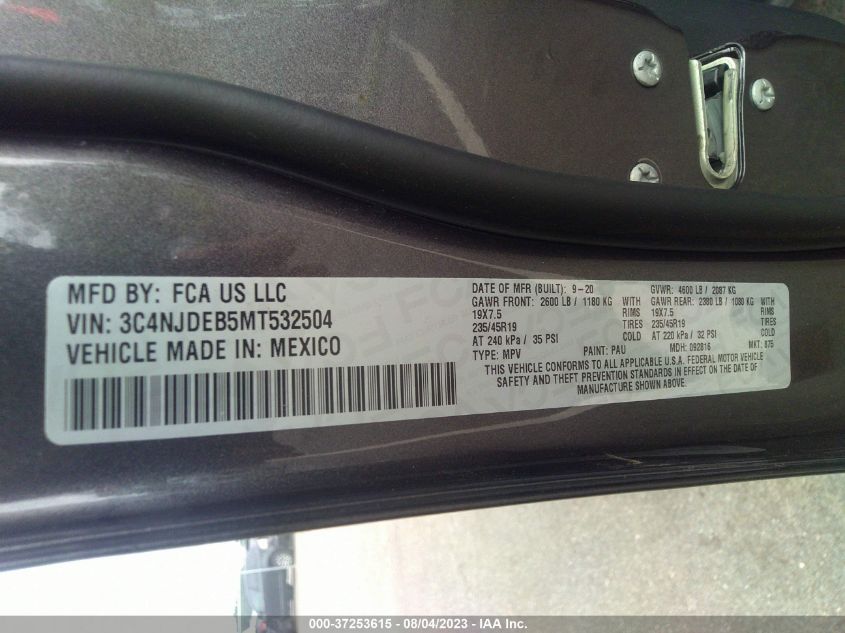 MFD BY: FCA US LLC
VIN: 3C4NJDEB5MT532504
VEHICLE MADE IN: MEXICO
DATE OF MFR (BUILT): 9-20 GVWR: 4600 LB / 2087 KG
GAWR FRONT: 2600 LB / 1180 KG WITH GAWR REAR: 2380 LB / 1080 KG WITH
19X7.5 RIMS 19X7.5 RIMS
235/45R19 TIRES 235/45R19 TIRES
AT 240 kPa / 35 PSI COLD AT 220 kPa / 32 PSI COLD
TYPE: MPV PAINT: PAU MDH: 092816 MKT: 875
THIS VEHICLE CONFORMS TO ALL APPLICABLE U.S.A. FEDERAL MOTOR VEHICLE
SAFETY AND THEFT PREVENTION STANDARDS IN EFFECT ON THE DATE OF
MANUFACTURE SHOWN ABOVE.
000-37253615 - 08/04/2023 - IAA Inc.